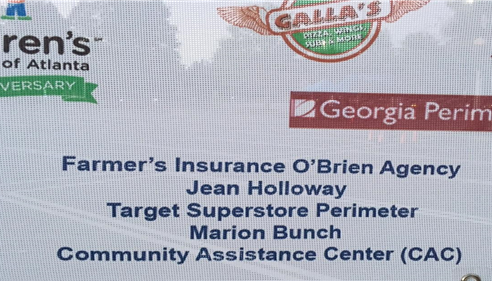 GALLA'S
PIZZA, WINGS,
SUBS & MORE
ren's
of Atlanta
VERSARY
Georgia Perim
Farmer's Insurance O'Brien Agency
Jean Holloway
Target Superstore Perimeter
Marion Bunch
Community Assistance Center (CAC)